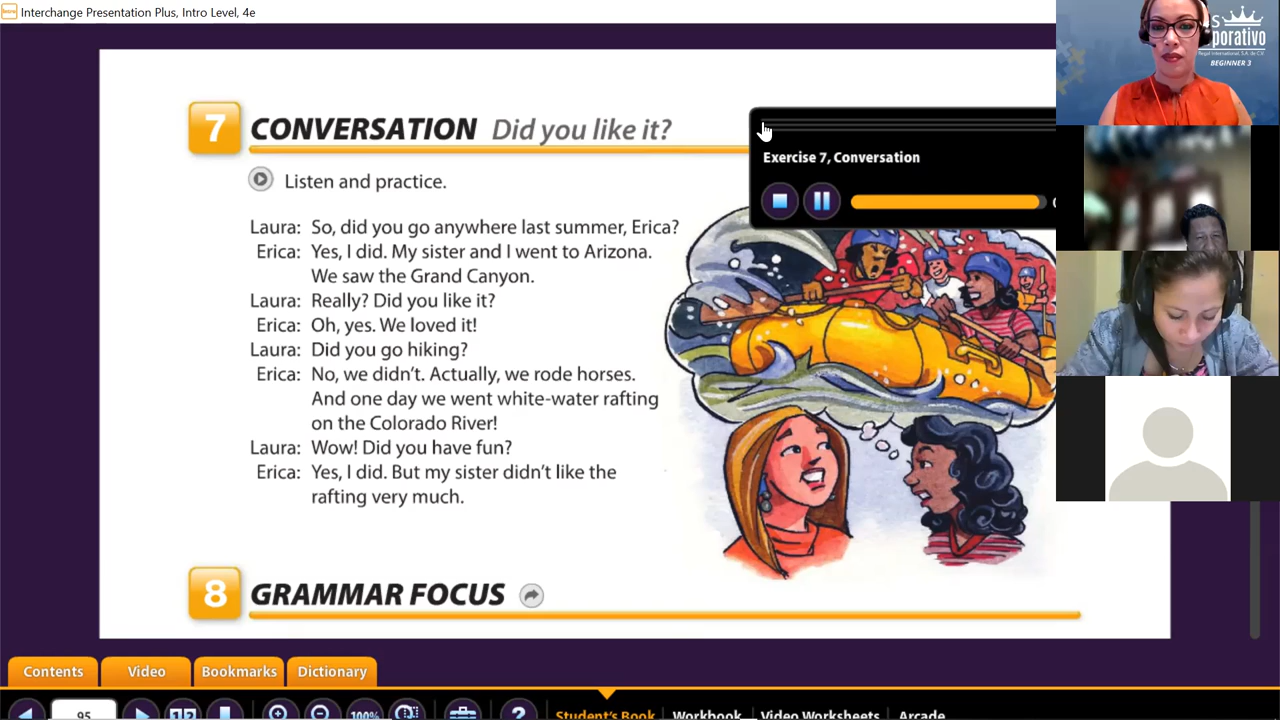 Interchange Presentation Plus, Intro Level, 4e
S
porativo
Regal International, S.A. de C.V.
BEGINNER 3
7 CONVERSATION Did you like it?
Exercise 7, Conversation
Listen and practice.
Laura: So, did you go anywhere last summer, Erica?
Erica: Yes, I did. My sister and I went to Arizona.
We saw the Grand Canyon.
Laura: Really? Did you like it?
Erica: Oh, yes. We loved it!
Laura: Did you go hiking?
Erica: No, we didn't. Actually, we rode horses.
And one day we went white-water rafting
on the Colorado River!
Laura: Wow! Did you have fun?
Erica: Yes, I did. But my sister didn't like the
rafting very much.
8 GRAMMAR FOCUS
Contents Video Bookmarks Dictionary
95 100% ? Student's Book Workbook Video Worksheets Arcade